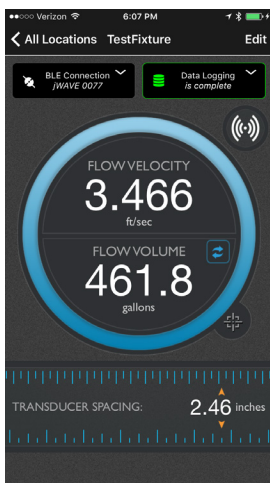 Verizon 6:07 PM
All Locations TestFixture Edit
BLE Connection
jWAVE 0077
Data Logging
is complete
FLOW VELOCITY
3.466
ft/sec
FLOW VOLUME
461.8
gallons
TRANSDUCER SPACING: 2.46 inches